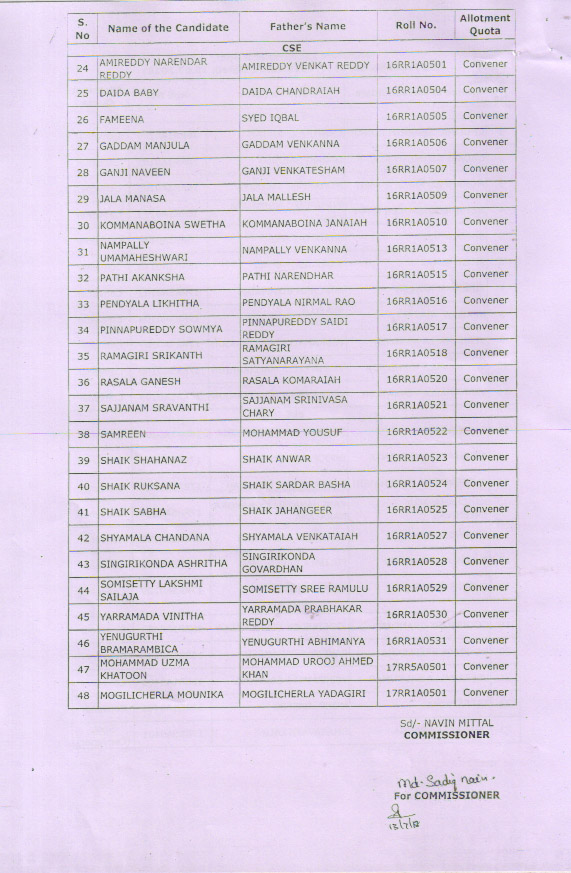 S. No | Name of the Candidate | Father's Name | Roll No. | Allotment Quota
CSE
24 | AMIREDDY NARENDAR REDDY | AMIREDDY VENKAT REDDY | 16RR1A0501 | Convener
25 | DAIDA BABY | DAIDA CHANDRAIAH | 16RR1A0504 | Convener
26 | FAMEENA | SYED IQBAL | 16RR1A0505 | Convener
27 | GADDAM MANJULA | GADDAM VENKANNA | 16RR1A0506 | Convener
28 | GANJI NAVEEN | GANJI VENKATESHAM | 16RR1A0507 | Convener
29 | JALA MANASA | JALA MALLESH | 16RR1A0509 | Convener
30 | KOMMANABOINA SWETHA | KOMMANABOINA JANAIAH | 16RR1A0510 | Convener
31 | NAMPALLY UMAMAHESHWARI | NAMPALLY VENKANNA | 16RR1A0513 | Convener
32 | PATHI AKANKSHA | PATHI NARENDHAR | 16RR1A0515 | Convener
33 | PENDYALA LIKHITHA | PENDYALA NIRMAL RAO | 16RR1A0516 | Convener
34 | PINNAPUREDDY SOWMYA | PINNAPUREDDY SAIDI REDDY | 16RR1A0517 | Convener
35 | RAMAGIRI SRIKANTH | RAMAGIRI SATYANARAYANA | 16RR1A0518 | Convener
36 | RASALA GANESH | RASALA KOMARAIAH | 16RR1A0520 | Convener
37 | SAJJANAM SRAVANTHI | SAJJANAM SRINIVASA CHARY | 16RR1A0521 | Convener
38 | SAMREEN | MOHAMMAD YOUSUF | 16RR1A0522 | Convener
39 | SHAIK SHAHANAZ | SHAIK ANWAR | 16RR1A0523 | Convener
40 | SHAIK RUKSANA | SHAIK SARDAR BASHA | 16RR1A0524 | Convener
41 | SHAIK SABHA | SHAIK JAHANGEER | 16RR1A0525 | Convener
42 | SHYAMALA CHANDANA | SHYAMALA VENKATAIAH | 16RR1A0527 | Convener
43 | SINGIRIKONDA ASHRITHA | SINGIRIKONDA GOVARDHAN | 16RR1A0528 | Convener
44 | SOMISETTY LAKSHMI SAILAJA | SOMISETTY SREE RAMULU | 16RR1A0529 | Convener
45 | YARRAMADA VINITHA | YARRAMADA PRABHAKAR REDDY | 16RR1A0530 | Convener
46 | YENUGURTHI BRAMARAMBICA | YENUGURTHI ABHIMANYA | 16RR1A0531 | Convener
47 | MOHAMMAD UZMA KHATOON | MOHAMMAD UROOJ AHMED KHAN | 17RR5A0501 | Convener
48 | MOGILICHERLA MOUNIKA | MOGILICHERLA YADAGIRI | 17RR1A0501 | Convener
Sd/- NAVIN MITTAL
COMMISSIONER
Md. Sadiq
For COMMISSIONER
13/7/18